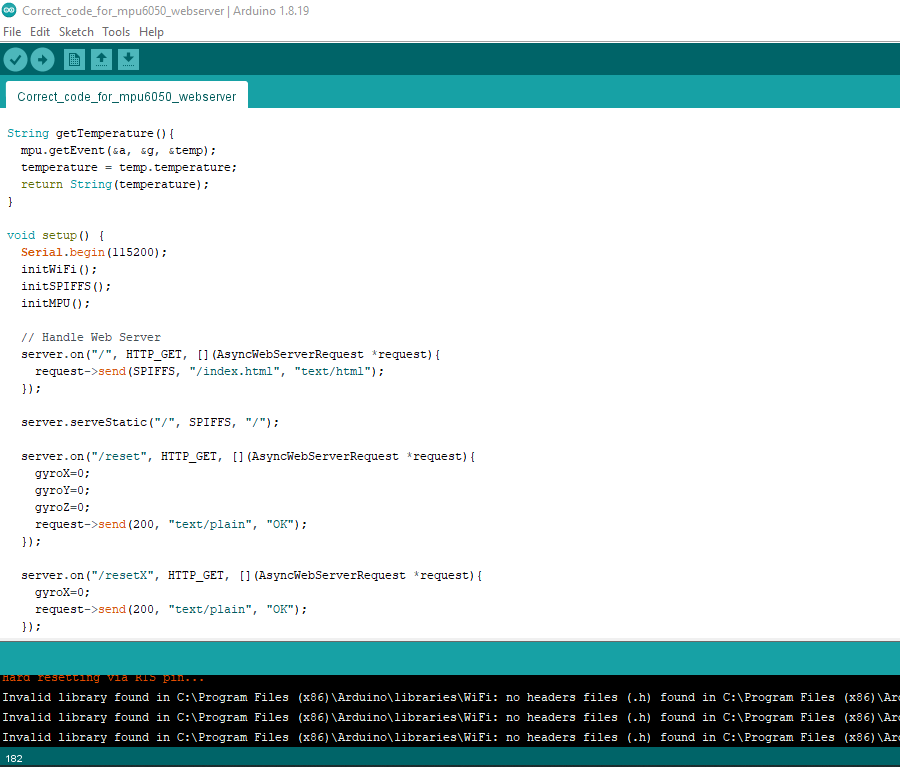 Correct_code_for_mpu6050_webserver | Arduino 1.8.19
File Edit Sketch Tools Help
Correct_code_for_mpu6050_webserver
String getTemperature(){
  mpu.getEvent(&a, &g, &temp);
  temperature = temp.temperature;
  return String(temperature);
}
void setup() {
  Serial.begin(115200);
  initWiFi();
  initSPIFFS();
  initMPU();
  // Handle Web Server
  server.on("/", HTTP_GET, [](AsyncWebServerRequest *request){
    request->send(SPIFFS, "/index.html", "text/html");
  });
  server.serveStatic("/", SPIFFS, "/");
  server.on("/reset", HTTP_GET, [](AsyncWebServerRequest *request){
    gyroX=0;
    gyroY=0;
    gyroZ=0;
    request->send(200, "text/plain", "OK");
  });
  server.on("/resetX", HTTP_GET, [](AsyncWebServerRequest *request){
    gyroX=0;
    request->send(200, "text/plain", "OK");
  });
Hard resetting via RTS pin...
Invalid library found in C:\Program Files (x86)\Arduino\libraries\WiFi: no headers files (.h) found in C:\Program Files (x86)\Ar
Invalid library found in C:\Program Files (x86)\Arduino\libraries\WiFi: no headers files (.h) found in C:\Program Files (x86)\Ar
Invalid library found in C:\Program Files (x86)\Arduino\libraries\WiFi: no headers files (.h) found in C:\Program Files (x86)\Ar
182